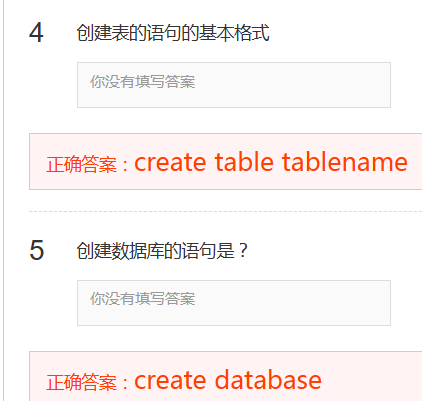 4 创建表的语句的基本格式
你没有填写答案
正确答案：create table tablename
5 创建数据库的语句是？
你没有填写答案
正确答案：create database